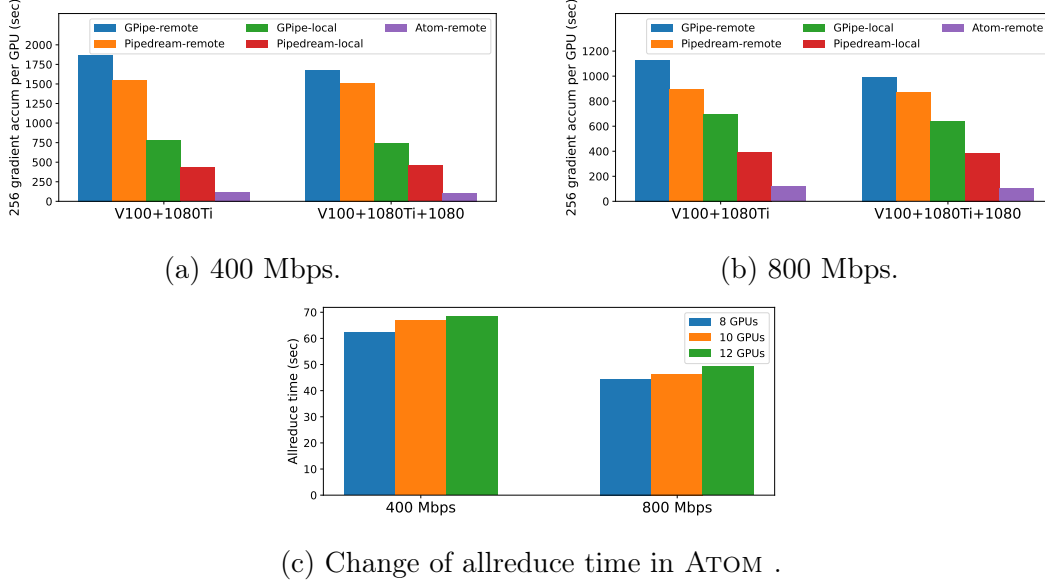 256 gradient accum per GPU (sec)
2000
1750
1500
1250
1000
750
500
250
0
GPipe-remote
Pipedream-remote
GPipe-local
Pipedream-local
Atom-remote
V100+1080Ti
V100+1080Ti+1080
(a) 400 Mbps.
256 gradient accum per GPU (sec)
1200
1000
800
600
400
200
0
GPipe-remote
Pipedream-remote
GPipe-local
Pipedream-local
Atom-remote
V100+1080Ti
V100+1080Ti+1080
(b) 800 Mbps.
Allreduce time (sec)
70
60
50
40
30
20
10
0
8 GPUs
10 GPUs
12 GPUs
400 Mbps
800 Mbps
(c) Change of allreduce time in ATOM .